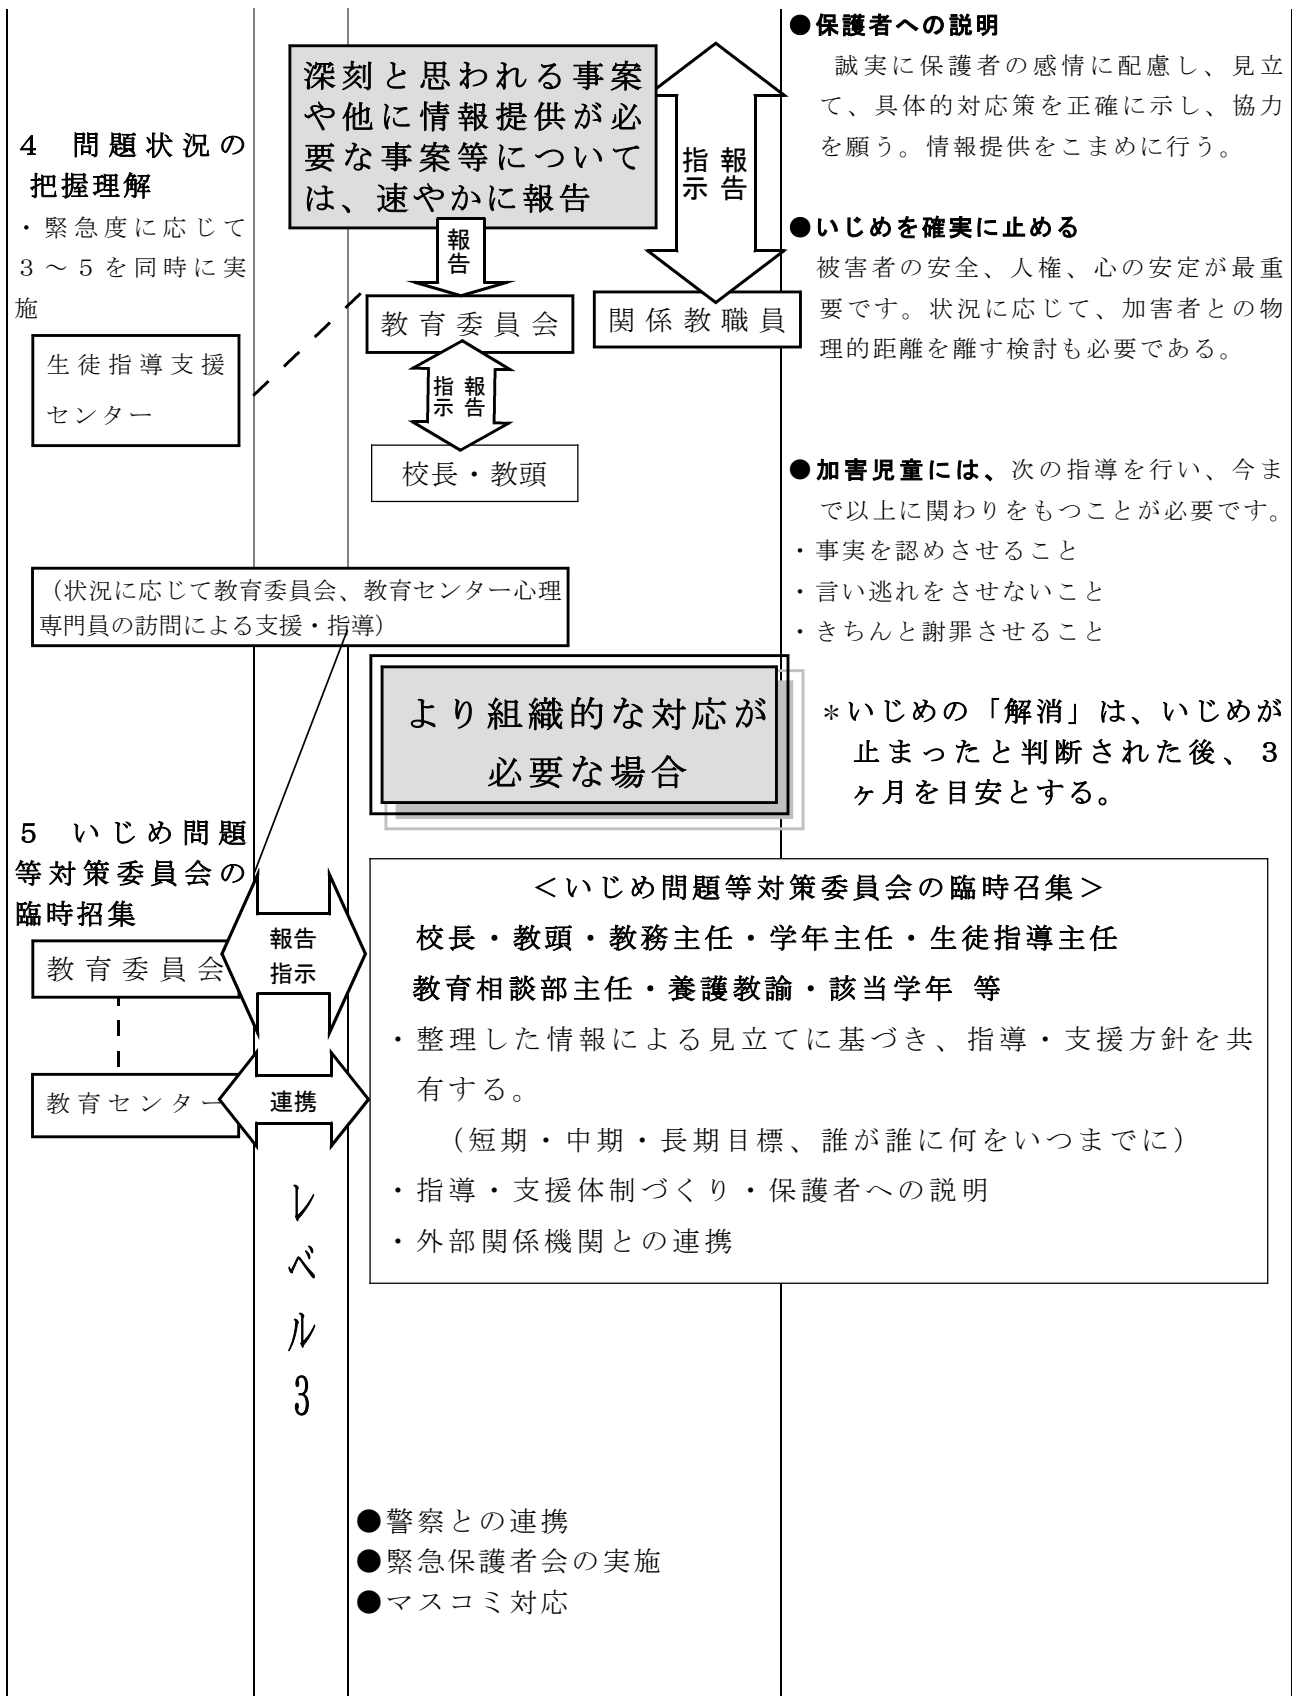 ４　問題状況の
把握理解
・緊急度に応じて
３～５を同時に実
施
生徒指導支援
センター
深刻と思われる事案
や他に情報提供が必
要な事案等について
は、速やかに報告
報告
教育委員会
指示 報告
校長・教頭
指示 報告
関係教職員
●保護者への説明
誠実に保護者の感情に配慮し、見立
て、具体的対応策を正確に示し、協力
を願う。情報提供をこまめに行う。
●いじめを確実に止める
被害者の安全、人権、心の安定が最重
要です。状況に応じて、加害者との物
理的距離を離す検討も必要である。
●加害児童には、次の指導を行い、今ま
で以上に関わりをもつことが必要です。
・事実を認めさせること
・言い逃れをさせないこと
・きちんと謝罪させること
（状況に応じて教育委員会、教育センター心理
専門員の訪問による支援・指導）
より組織的な対応が
必要な場合
＊いじめの「解消」は、いじめが
止まったと判断された後、３
ヶ月を目安とする。
５　いじめ問題
等対策委員会の
臨時招集
教育委員会
教育センター
報告
指示
連携
レベル３
＜いじめ問題等対策委員会の臨時召集＞
校長・教頭・教務主任・学年主任・生徒指導主任
教育相談部主任・養護教諭・該当学年 等
・整理した情報による見立てに基づき、指導・支援方針を共
有する。
（短期・中期・長期目標、誰が誰に何をいつまでに）
・指導・支援体制づくり・保護者への説明
・外部関係機関との連携
●警察との連携
●緊急保護者会の実施
●マスコミ対応